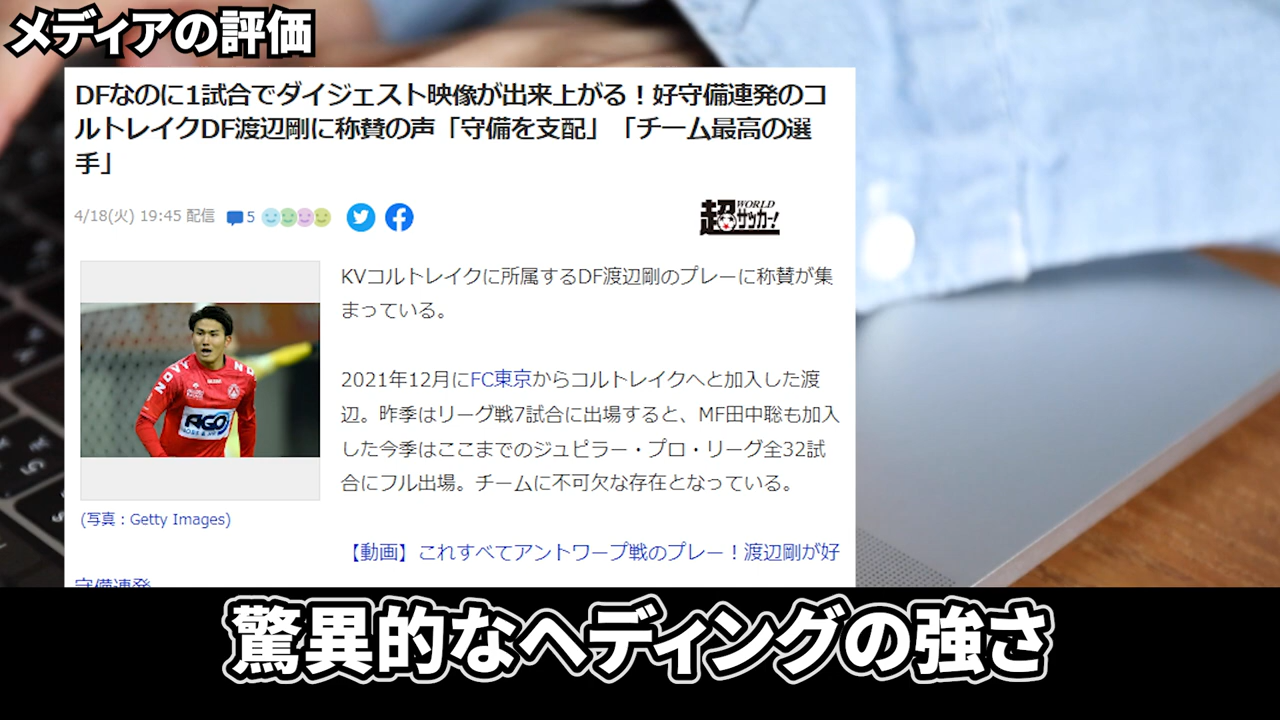 メディアの評価
DFなのに1試合でダイジェスト映像が出来上がる！好守備連発のコ
ルトレイクDF渡辺剛に称賛の声「守備を支配」「チーム最高の選
手」
4/18(火) 19:45 配信 5
超WORLDサッカー!
KVコルトレイクに所属するDF渡辺剛のプレーに称賛が集
まっている。
2021年12月にFC東京からコルトレイクへと加入した渡
辺。昨季はリーグ戦7試合に出場すると、MF田中聡も加入
した今季はここまでのジュピラー・プロ・リーグ全32試
合にフル出場。チームに不可欠な存在となっている。
AGO
(写真：Getty Images)
【動画】これすべてアントワープ戦のプレー！渡辺剛が好
守備連発
驚異的なヘディングの強さ